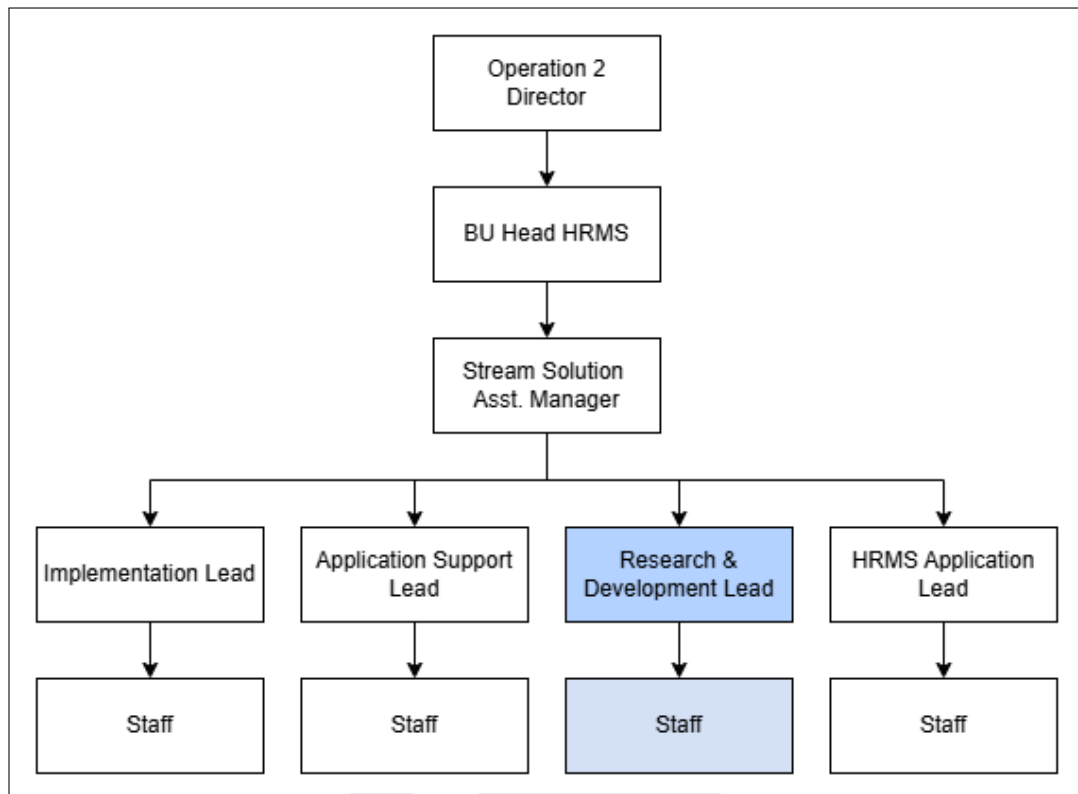 Operation 2
Director
BU Head HRMS
Stream Solution
Asst. Manager
Implementation Lead
Application Support
Lead
Research &
Development Lead
HRMS Application
Lead
Staff
Staff
Staff
Staff